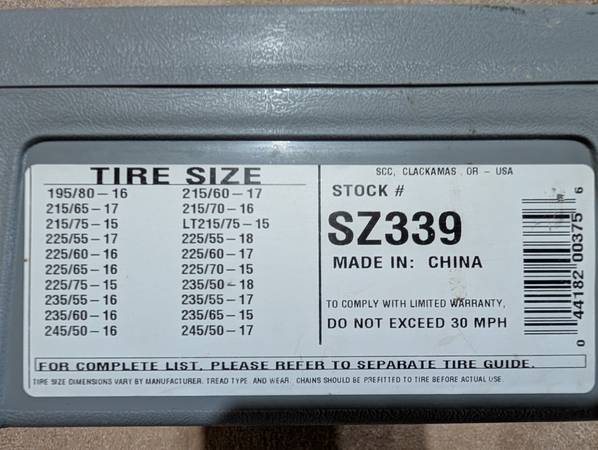 TIRE SIZE
195/80-16 215/60-17
215/65-17 215/70-16
215/75-15 LT215/75-15
225/55-17 225/55-18
225/60-16 225/60-17
225/65-16 225/70-15
225/75-15 235/50-18
235/55-16 235/55-17
235/60-16 235/65-15
245/50-16 245/50-17
SCC, CLACKAMAS OR - USA
STOCK #
SZ339
MADE IN: CHINA
TO COMPLY WITH LIMITED WARRANTY,
DO NOT EXCEED 30 MPH
0 44182 00375 6
FOR COMPLETE LIST, PLEASE REFER TO SEPARATE TIRE GUIDE.
TIRE SIZE DIMENSIONS VARY BY MANUFACTURER, TREAD TYPE, AND WEAR. CHAINS SHOULD BE PREFITTED TO TIRE BEFORE ACTUAL USE.